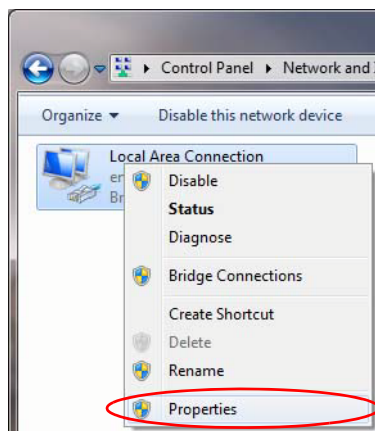 Control Panel ▸ Network and
Organize ▾ Disable this network device
Local Area Connection
Disable
Status
Diagnose
Bridge Connections
Create Shortcut
Delete
Rename
Properties